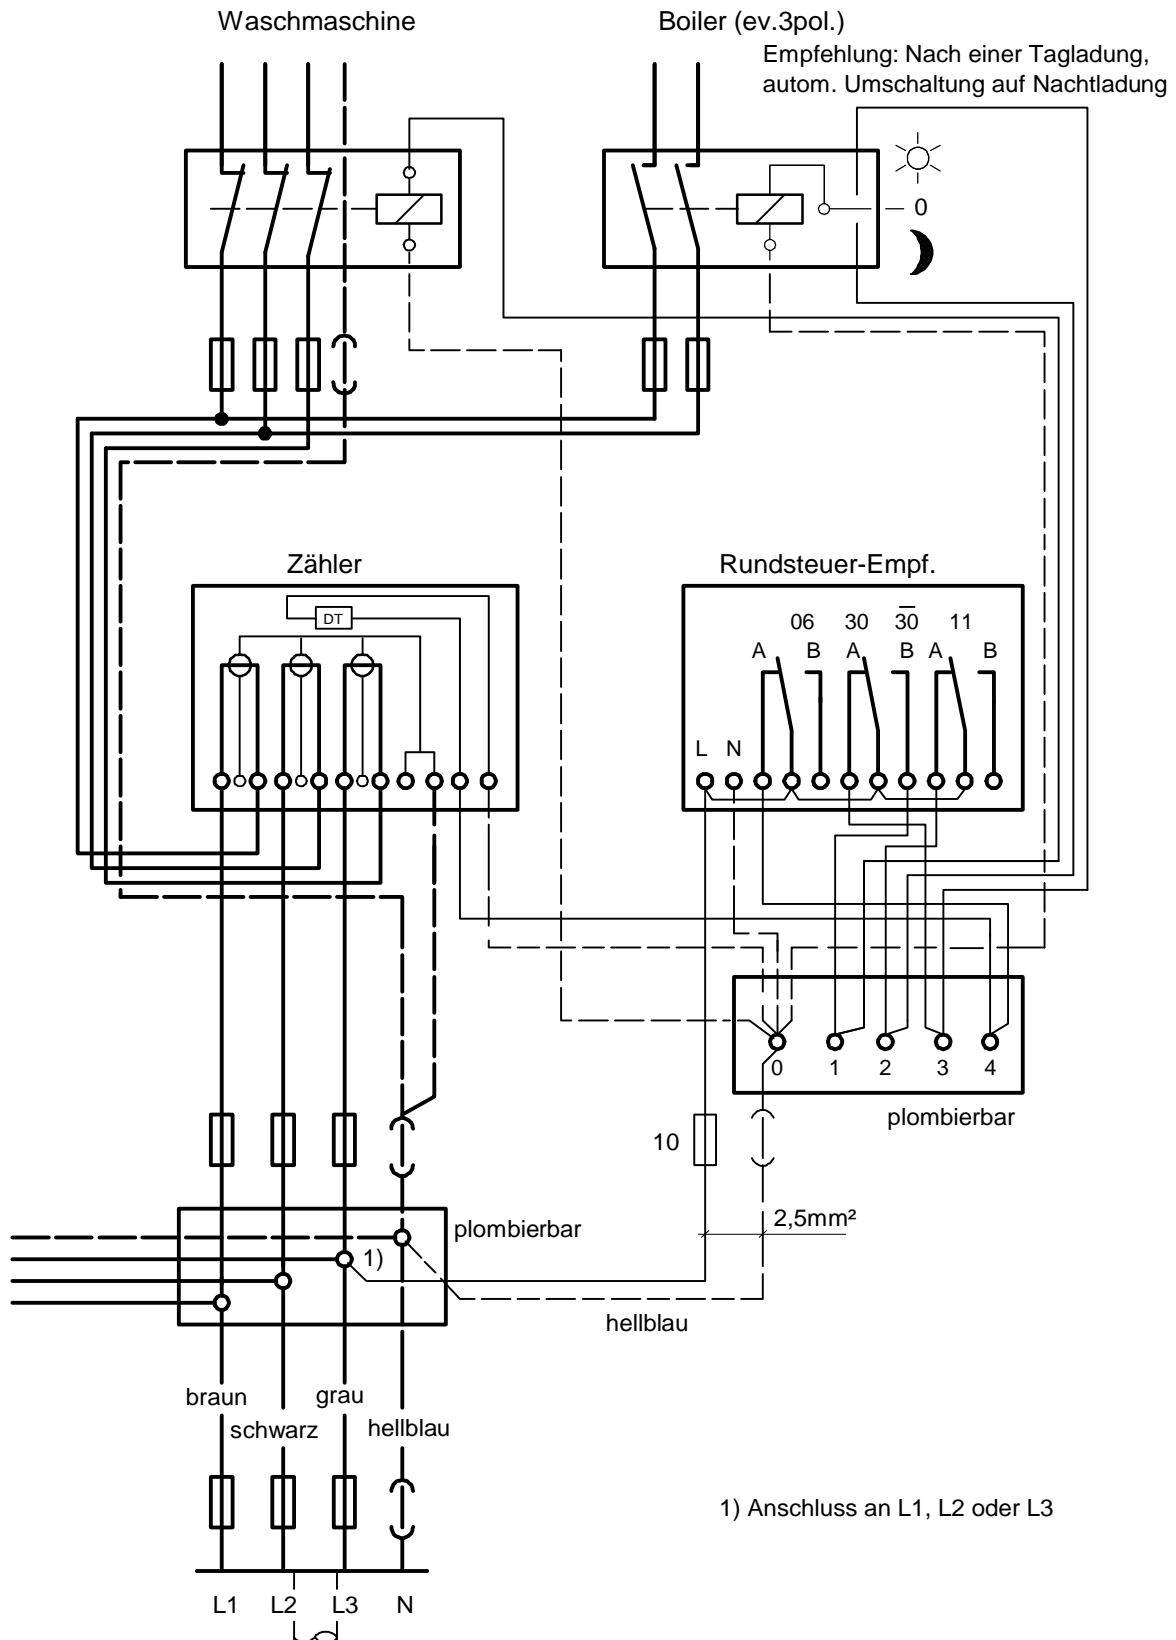 Waschmaschine
Boiler (ev.3pol.)
Empfehlung: Nach einer Tagladung,
autom. Umschaltung auf Nachtladung
0
Zähler
Rundsteuer-Empf.
DT
06 30 30 11
A B A B A B
L N
0 1 2 3 4
plombierbar
10
2,5mm²
plombierbar
1)
hellblau
braun
grau
schwarz
hellblau
1) Anschluss an L1, L2 oder L3
L1 L2 L3 N